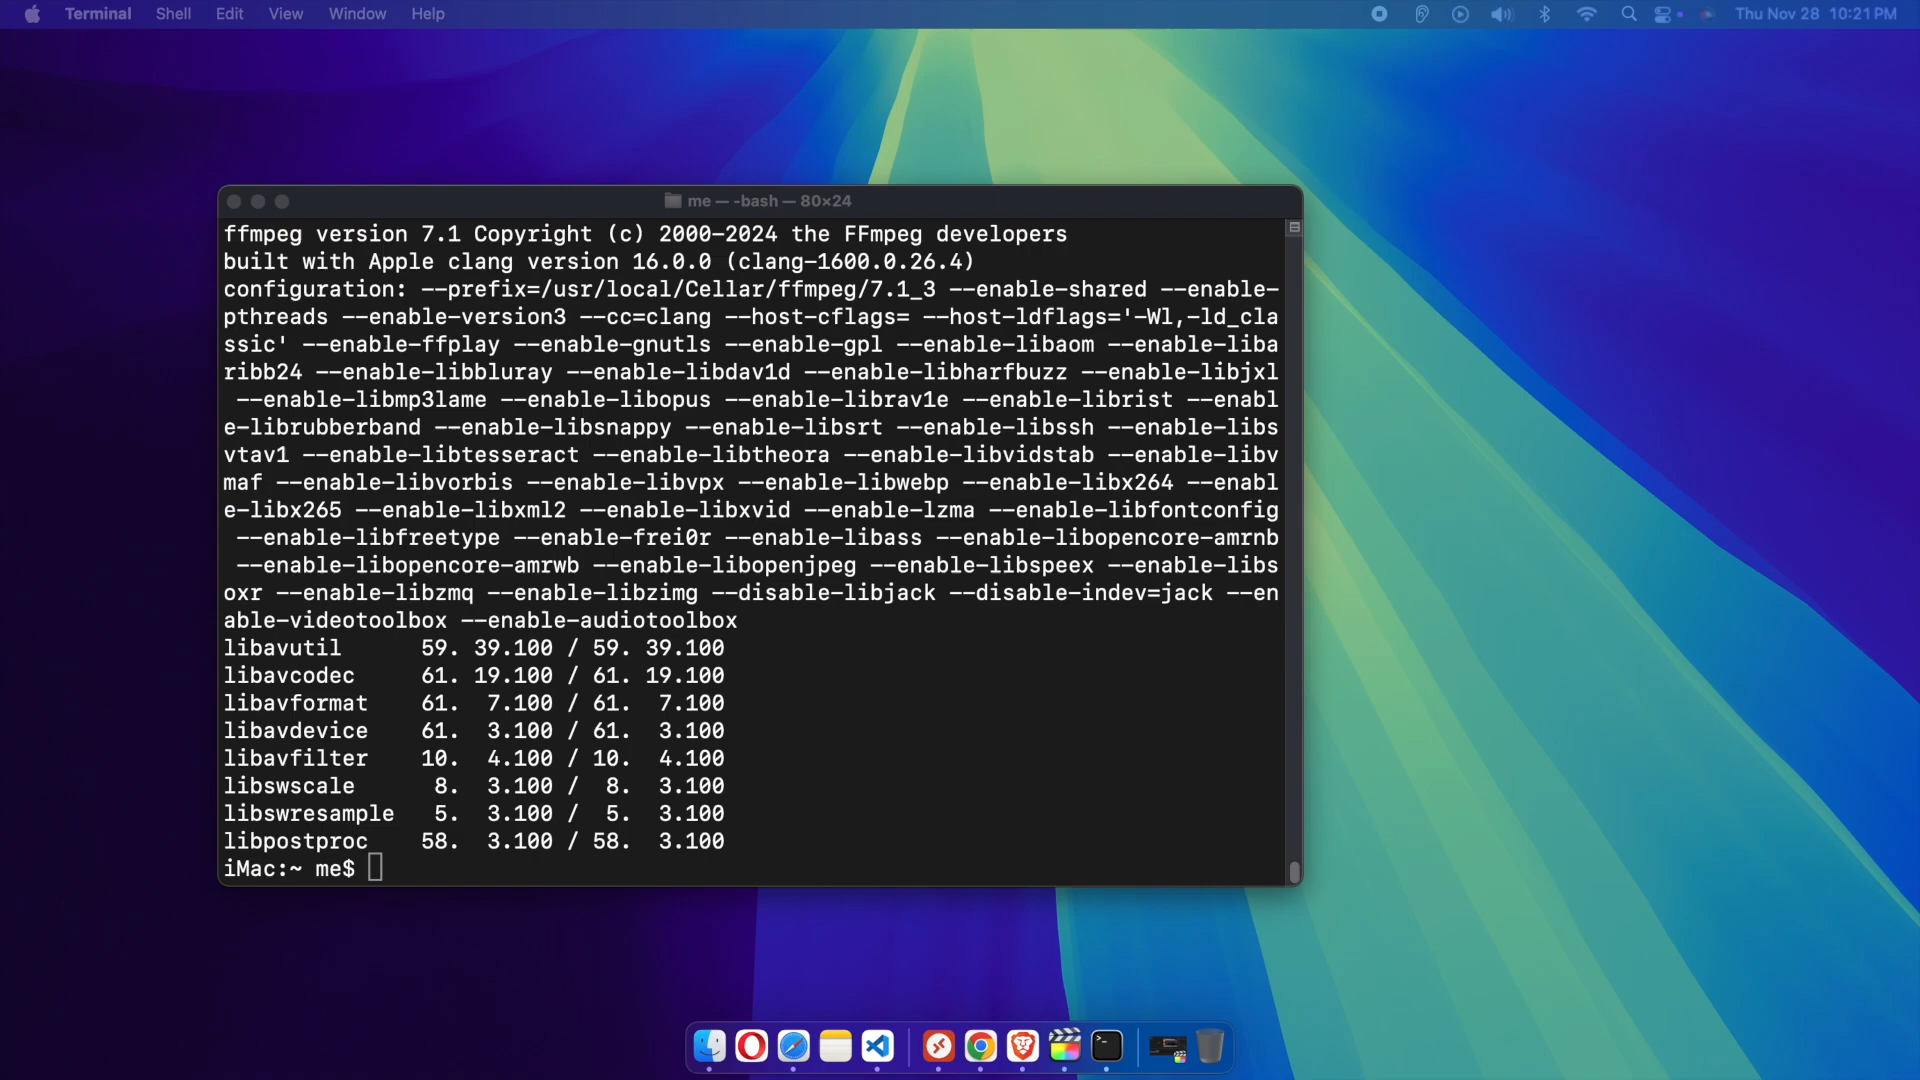 Terminal Shell Edit View Window Help Thu Nov 28 10:21 PM
me — -bash — 80×24
ffmpeg version 7.1 Copyright (c) 2000-2024 the FFmpeg developers
built with Apple clang version 16.0.0 (clang-1600.0.26.4)
configuration: --prefix=/usr/local/Cellar/ffmpeg/7.1_3 --enable-shared --enable-
pthreads --enable-version3 --cc=clang --host-cflags= --host-ldflags='-Wl,-ld_cla
ssic' --enable-ffplay --enable-gnutls --enable-gpl --enable-libaom --enable-liba
ribb24 --enable-libbluray --enable-libdav1d --enable-libharfbuzz --enable-libjxl
 --enable-libmp3lame --enable-libopus --enable-librav1e --enable-librist --enabl
e-librubberband --enable-libsnappy --enable-libsrt --enable-libssh --enable-libs
vtav1 --enable-libtesseract --enable-libtheora --enable-libvidstab --enable-libv
maf --enable-libvorbis --enable-libvpx --enable-libwebp --enable-libx264 --enabl
e-libx265 --enable-libxml2 --enable-libxvid --enable-lzma --enable-libfontconfig
 --enable-libfreetype --enable-frei0r --enable-libass --enable-libopencore-amrnb
 --enable-libopencore-amrwb --enable-libopenjpeg --enable-libspeex --enable-libs
oxr --enable-libzmq --enable-libzimg --disable-libjack --disable-indev=jack --en
able-videotoolbox --enable-audiotoolbox
libavutil      59. 39.100 / 59. 39.100
libavcodec     61. 19.100 / 61. 19.100
libavformat    61.  7.100 / 61.  7.100
libavdevice    61.  3.100 / 61.  3.100
libavfilter    10.  4.100 / 10.  4.100
libswscale      8.  3.100 /  8.  3.100
libswresample   5.  3.100 /  5.  3.100
libpostproc    58.  3.100 / 58.  3.100
iMac:~ me$